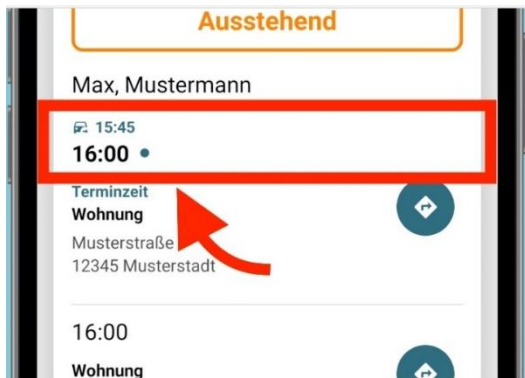 Ausstehend
Max, Mustermann
15:45
16:00
Terminzeit
Wohnung
Musterstraße
12345 Musterstadt
16:00
Wohnung